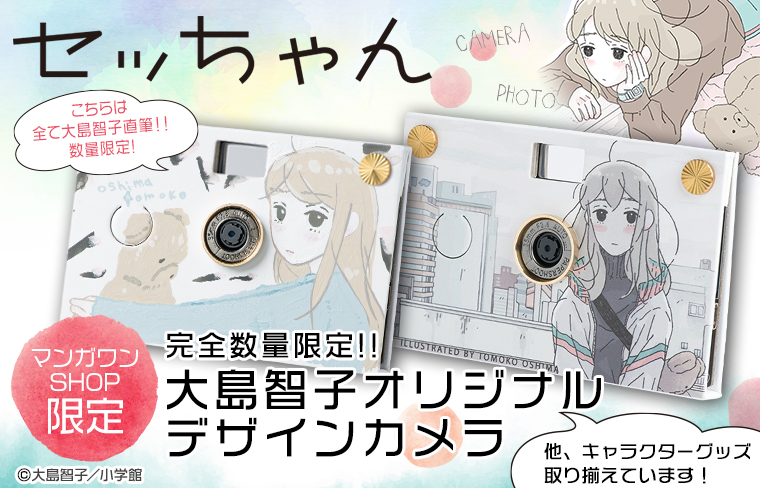 セッちゃん
CAMERA
PHOTO
こちらは
全て大島智子直筆!!
数量限定!
oshima
tomoko
PAPERSHOOT
ILLUSTRATED BY TOMOKO OSHIMA
マンガワン
SHOP
限定
完全数量限定!!
大島智子オリジナル
デザインカメラ
他、キャラクターグッズ
取り揃えています!
©大島智子／小学館